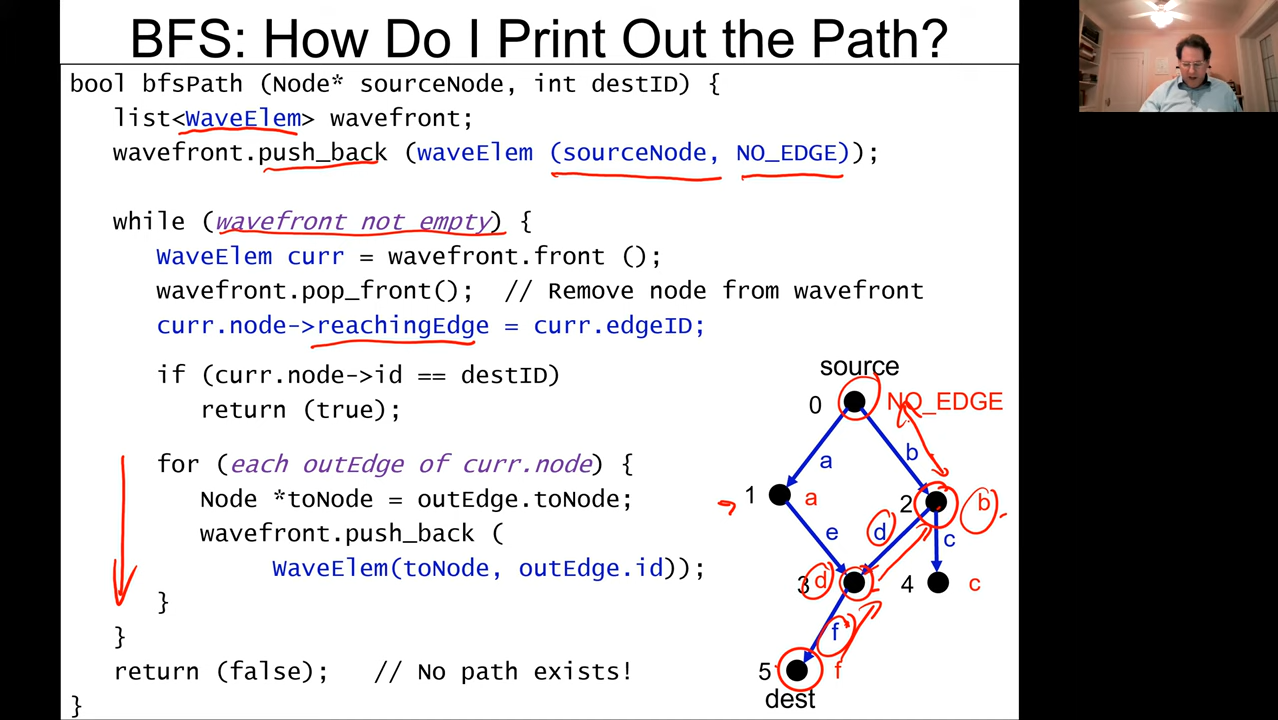 BFS: How Do I Print Out the Path?
bool bfsPath (Node* sourceNode, int destID) {
list<WaveElem> wavefront;
wavefront.push_back (waveElem (sourceNode, NO_EDGE));
while (wavefront not empty) {
WaveElem curr = wavefront.front ();
wavefront.pop_front(); // Remove node from wavefront
curr.node->reachingEdge = curr.edgeID;
if (curr.node->id == destID)
return (true);
for (each outEdge of curr.node) {
Node *toNode = outEdge.toNode;
wavefront.push_back (
WaveElem(toNode, outEdge.id));
}
}
return (false); // No path exists!
}
source
0 NO_EDGE
a b
1 a 2 b
e d c
3 d 4 c
f
5 f
dest